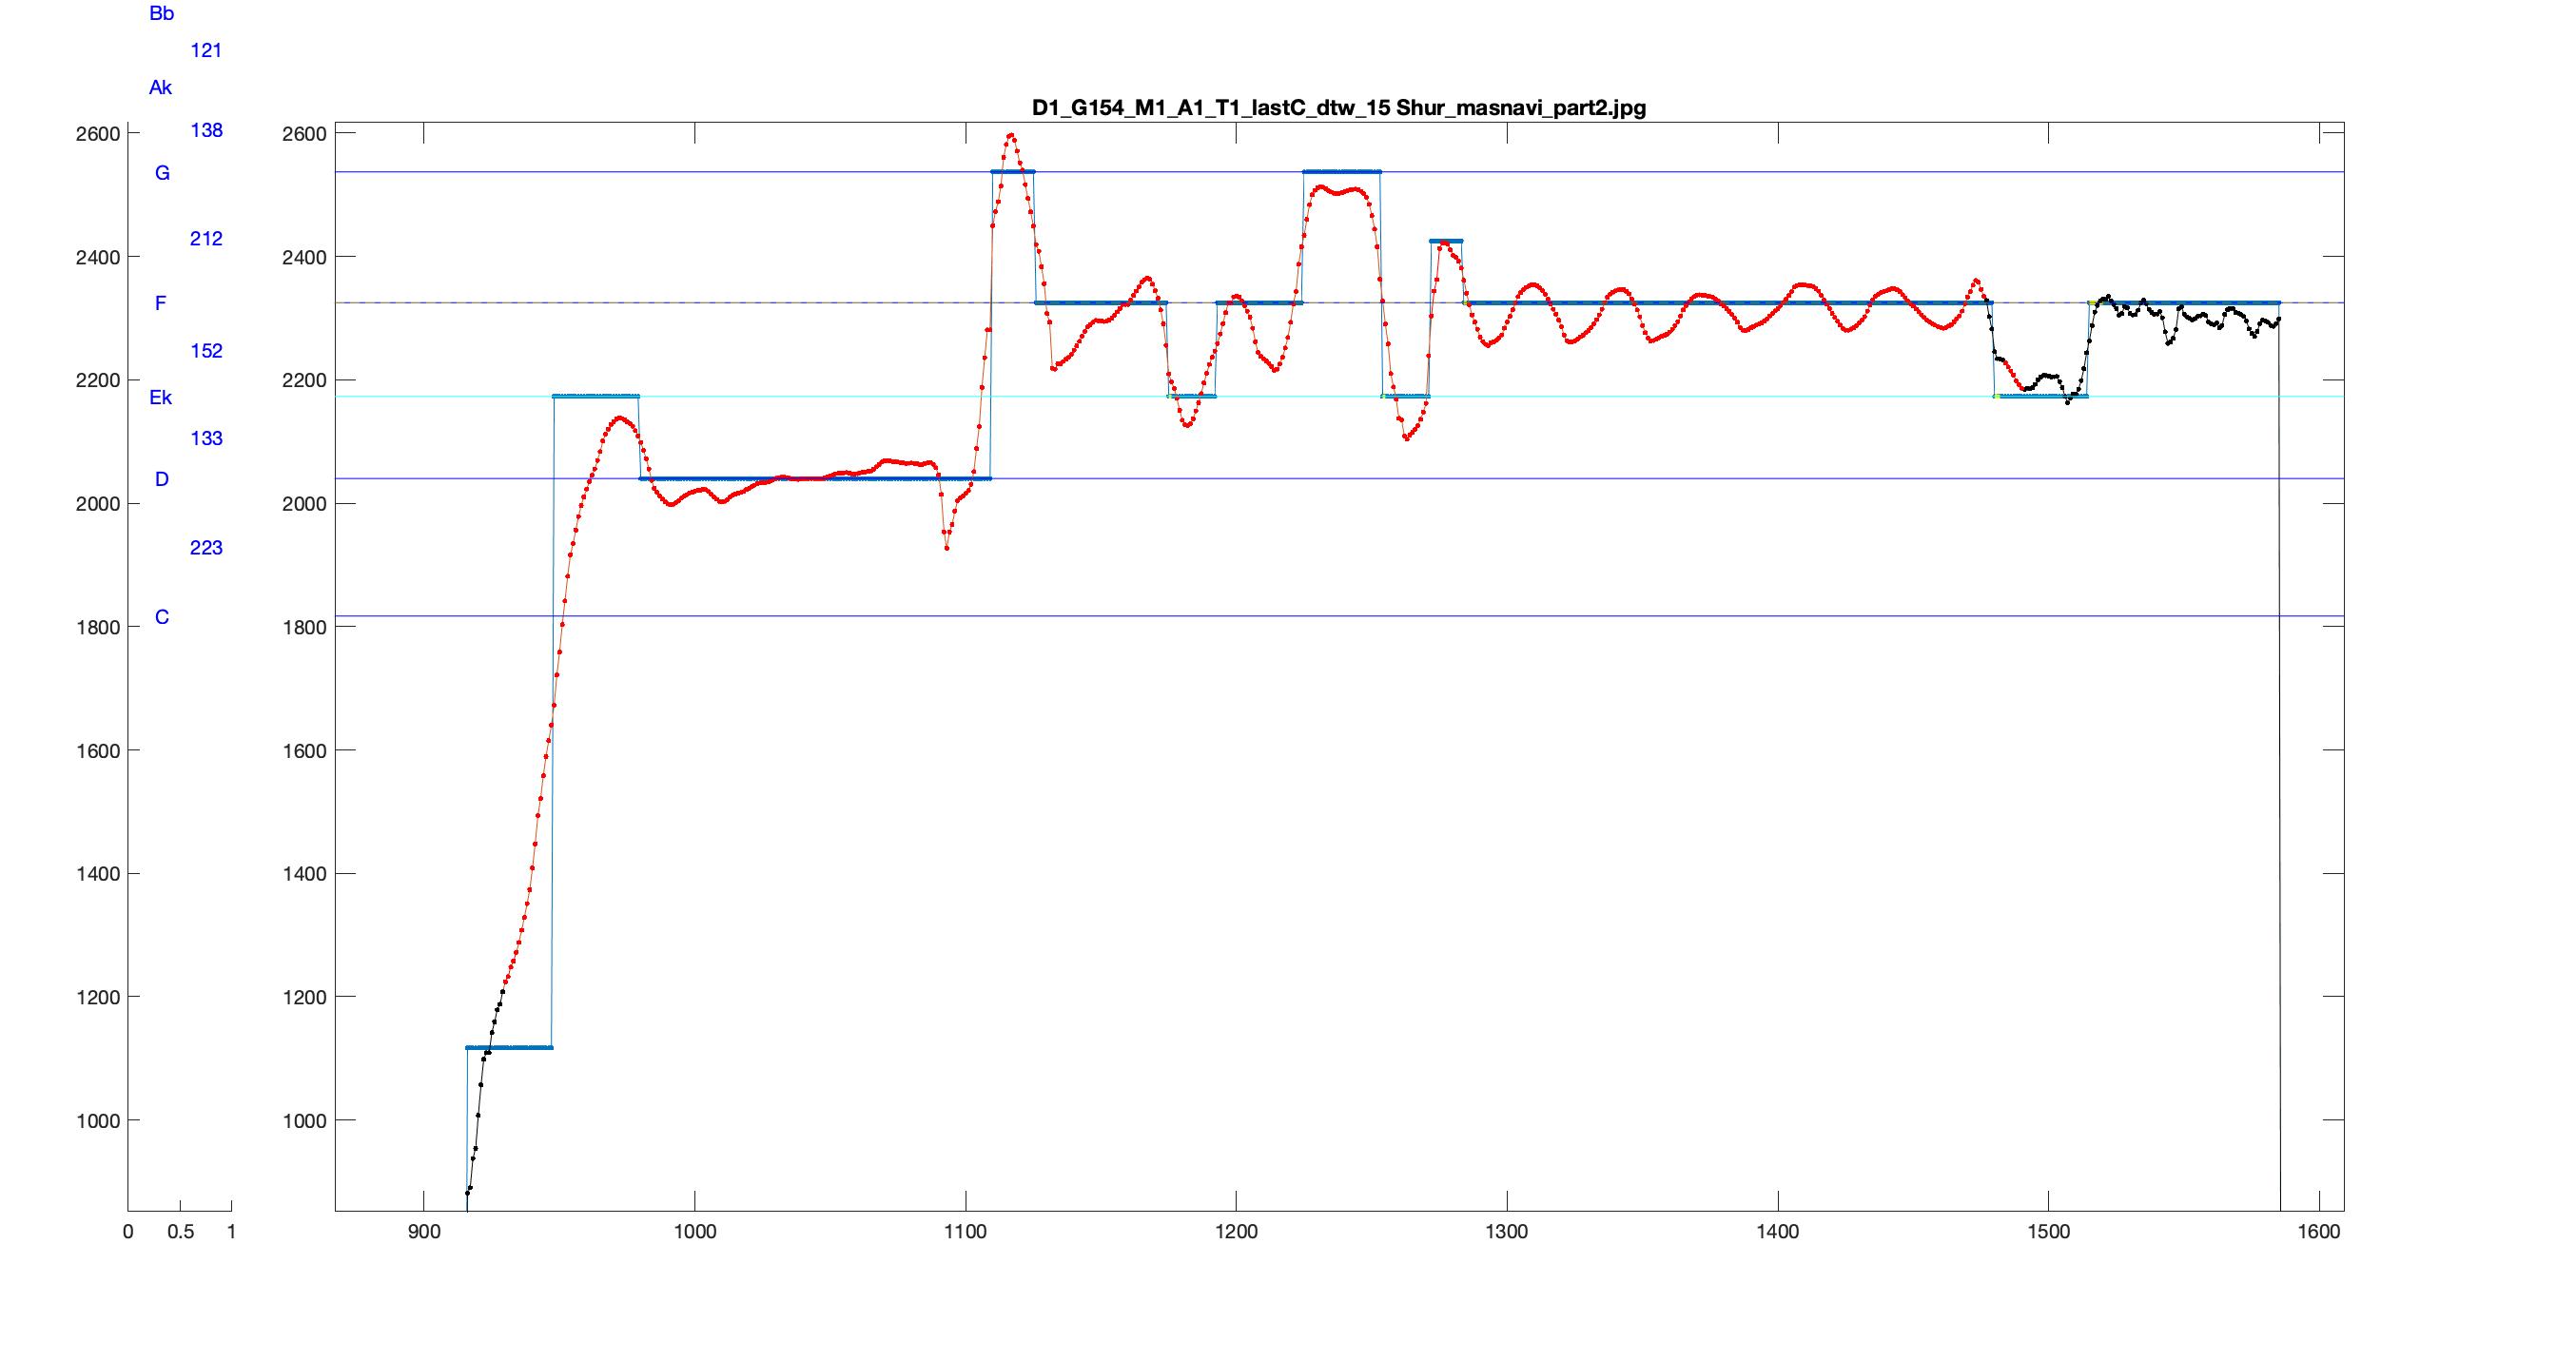 Bb
121
Ak
D1_G154_M1_A1_T1_lastC_dtw_15 Shur_masnavi_part2.jpg
2600 138 2600
G
212
2400 2400
F
152
2200 2200
Ek
133
D
2000 2000
223
C
1800 1800
1600 1600
1400 1400
1200 1200
1000 1000
0 0.5 1 900 1000 1100 1200 1300 1400 1500 1600